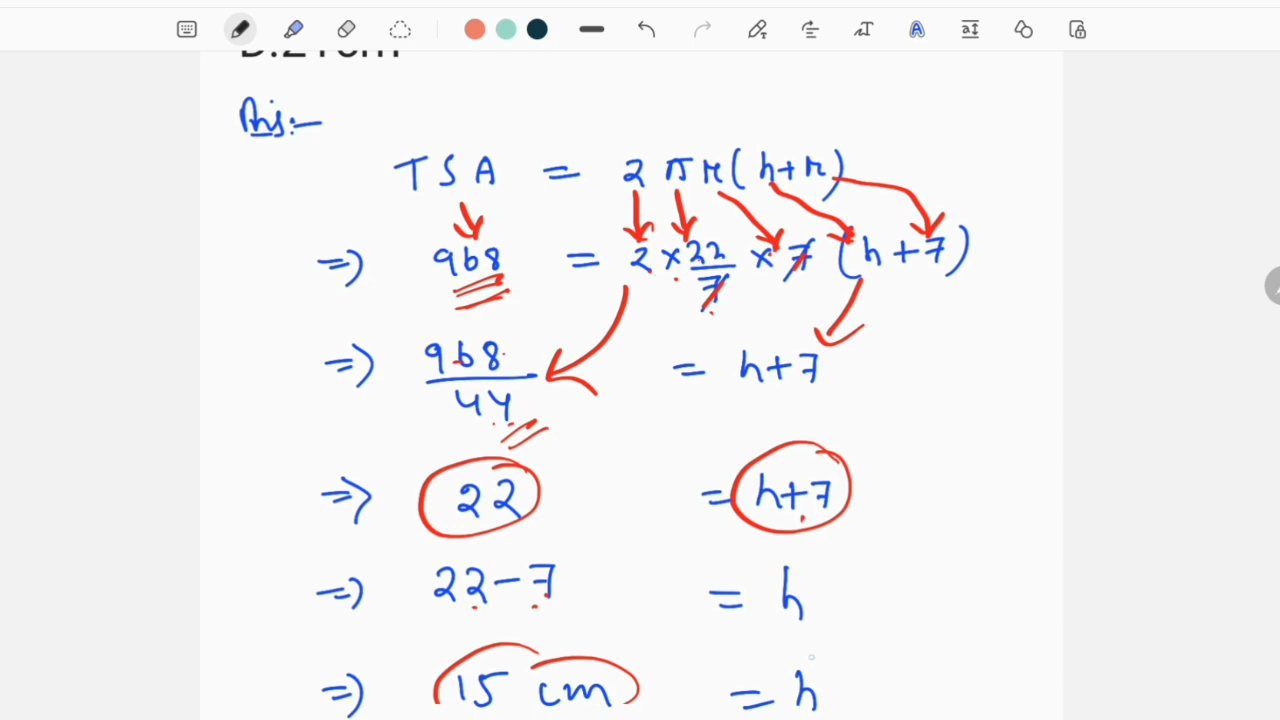 Ans:-
TSA = 2πr(h+r)
=> 968 = 2 × 22/7 × 7 (h+7)
=> 968/44 = h+7
=> 22 = h+7
=> 22-7 = h
=> 15 cm = h